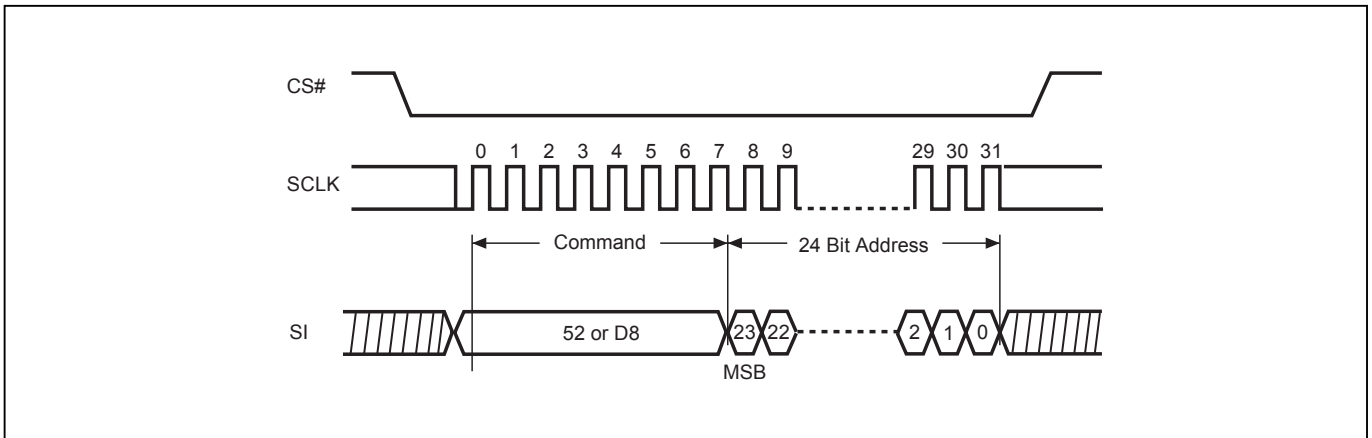 CS#
0 1 2 3 4 5 6 7 8 9 29 30 31
SCLK
Command 24 Bit Address
SI 52 or D8 23 22 2 1 0
MSB